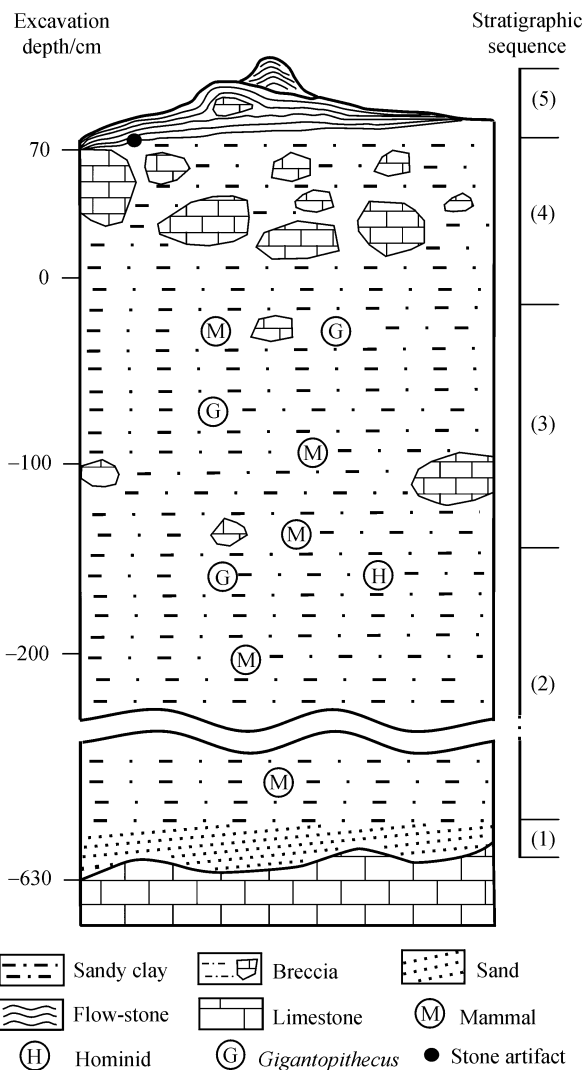 Excavation
depth/cm
Stratigraphic
sequence
(5)
70
(4)
0
M
G
G
(3)
M
−100
M
G
H
−200
M
(2)
M
(1)
−630
Sandy clay
Breccia
Sand
Flow-stone
Limestone
M Mammal
H Hominid
G Gigantopithecus
Stone artifact